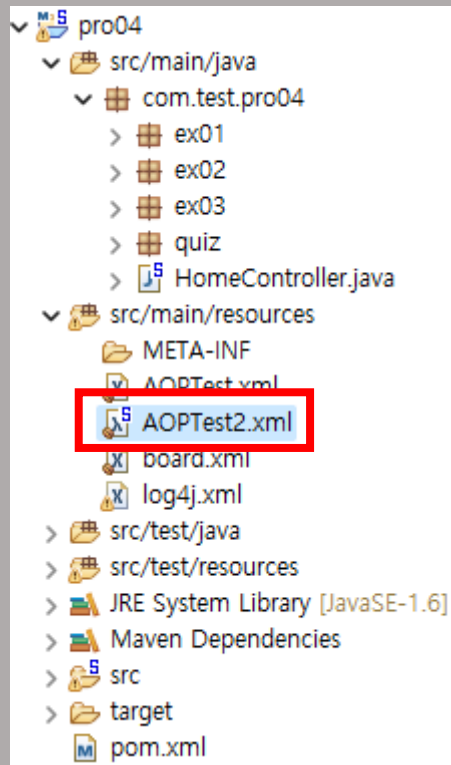 pro04
src/main/java
com.test.pro04
ex01
ex02
ex03
quiz
HomeController.java
src/main/resources
META-INF
AOPTest.xml
AOPTest2.xml
board.xml
log4j.xml
src/test/java
src/test/resources
JRE System Library [JavaSE-1.6]
Maven Dependencies
src
target
pom.xml